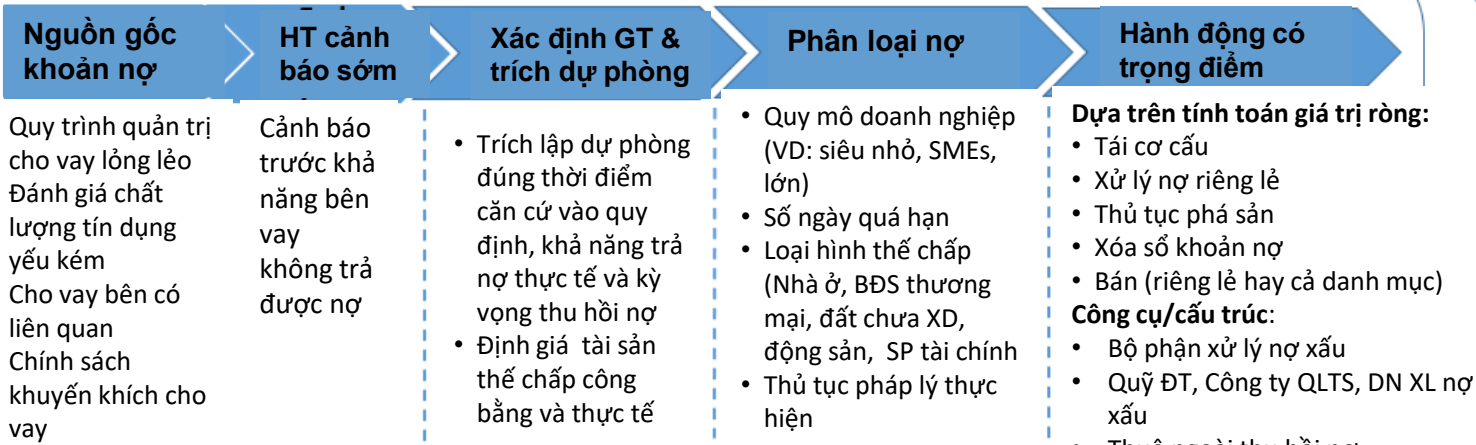 Nguồn gốc
khoản nợ
HT cảnh
báo sớm
Xác định GT &
trích dự phòng
Phân loại nợ
Hành động có
trọng điểm
Quy trình quản trị
cho vay lỏng lẻo
Đánh giá chất
lượng tín dụng
yếu kém
Cho vay bên có
liên quan
Chính sách
khuyến khích cho
vay
Cảnh báo
trước khả
năng bên
vay
không trả
được nợ
• Trích lập dự phòng
đúng thời điểm
căn cứ vào quy
định, khả năng trả
nợ thực tế và kỳ
vọng thu hồi nợ
• Định giá tài sản
thế chấp công
bằng và thực tế
• Quy mô doanh nghiệp
(VD: siêu nhỏ, SMEs,
lớn)
• Số ngày quá hạn
• Loại hình thế chấp
(Nhà ở, BĐS thương
mại, đất chưa XD,
động sản, SP tài chính
• Thủ tục pháp lý thực
hiện
Dựa trên tính toán giá trị ròng:
• Tái cơ cấu
• Xử lý nợ riêng lẻ
• Thủ tục phá sản
• Xóa sổ khoản nợ
• Bán (riêng lẻ hay cả danh mục)
Công cụ/cấu trúc:
• Bộ phận xử lý nợ xấu
• Quỹ ĐT, Công ty QLTS, DN XL nợ
xấu
• Thuê ngoài thu hồi nợ